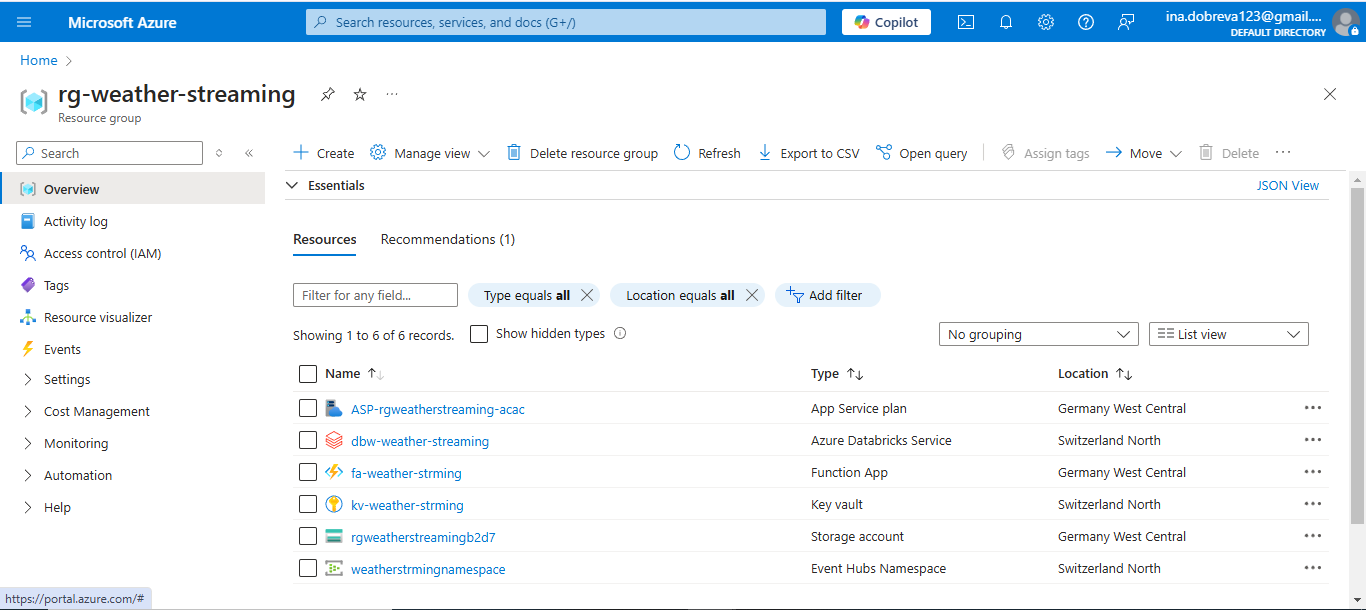 Microsoft Azure
Search resources, services, and docs (G+/)
Copilot
ina.dobreva123@gmail....
DEFAULT DIRECTORY
Home
rg-weather-streaming
Resource group
Search
Create
Manage view
Delete resource group
Refresh
Export to CSV
Open query
Assign tags
Move
Delete
Overview
Activity log
Access control (IAM)
Tags
Resource visualizer
Events
Settings
Cost Management
Monitoring
Automation
Help
Essentials
JSON View
Resources Recommendations (1)
Filter for any field...
Type equals all
Location equals all
Add filter
Showing 1 to 6 of 6 records.
Show hidden types
No grouping
List view
Name Type Location
ASP-rgweatherstreaming-acac App Service plan Germany West Central
dbw-weather-streaming Azure Databricks Service Switzerland North
fa-weather-strming Function App Germany West Central
kv-weather-strming Key vault Switzerland North
rgweatherstreamingb2d7 Storage account Germany West Central
weatherstrmingnamespace Event Hubs Namespace Switzerland North
https://portal.azure.com/#